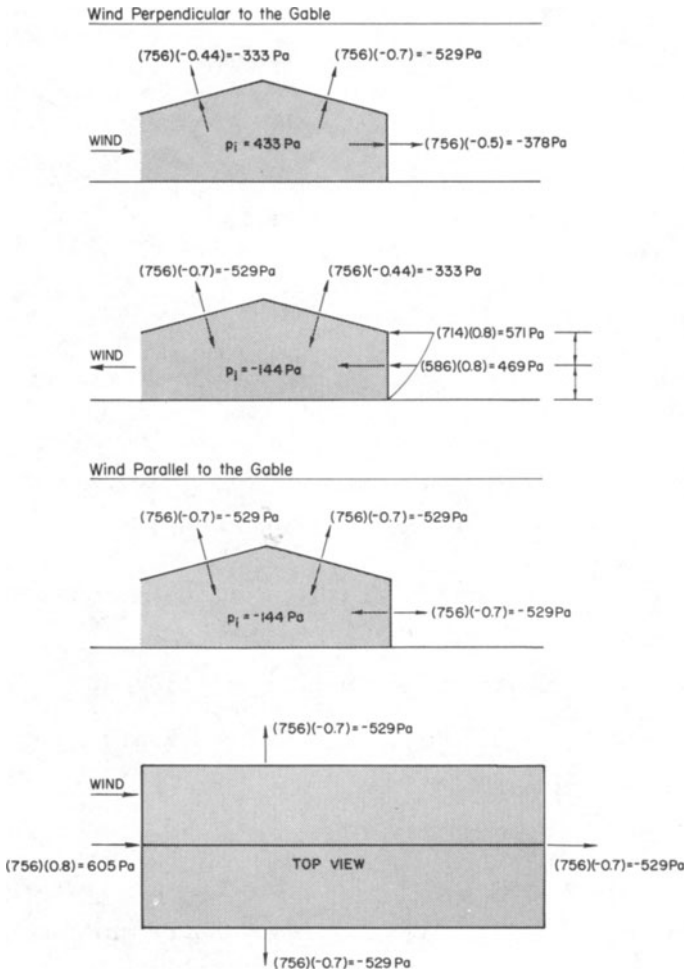 Wind Perpendicular to the Gable
(756)(-0.44)=-333 Pa
(756)(-0.7)=-529 Pa
WIND
pi = 433 Pa
(756)(-0.5)=-378 Pa
(756)(-0.7)=-529 Pa
(756)(-0.44)=-333 Pa
(714)(0.8)=571 Pa
WIND
pi = -144 Pa
(586)(0.8)=469 Pa
Wind Parallel to the Gable
(756)(-0.7)=-529 Pa
(756)(-0.7)=-529 Pa
pi = -144 Pa
(756)(-0.7)=-529 Pa
(756)(-0.7)=-529 Pa
WIND
(756)(0.8)=605 Pa
TOP VIEW
(756)(-0.7)=-529 Pa
(756)(-0.7)=-529 Pa